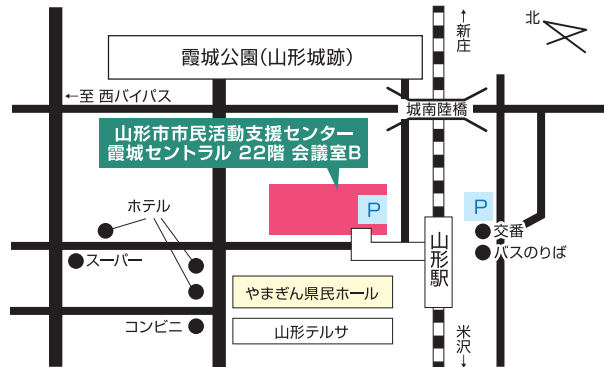 ↑新庄
北
霞城公園(山形城跡)
←至 西バイパス
城南陸橋
山形市市民活動支援センター
霞城セントラル 22階 会議室B
ホテル
P
P
交番
バスのりば
スーパー
山形駅
やまぎん県民ホール
コンビニ
山形テルサ
米沢↓